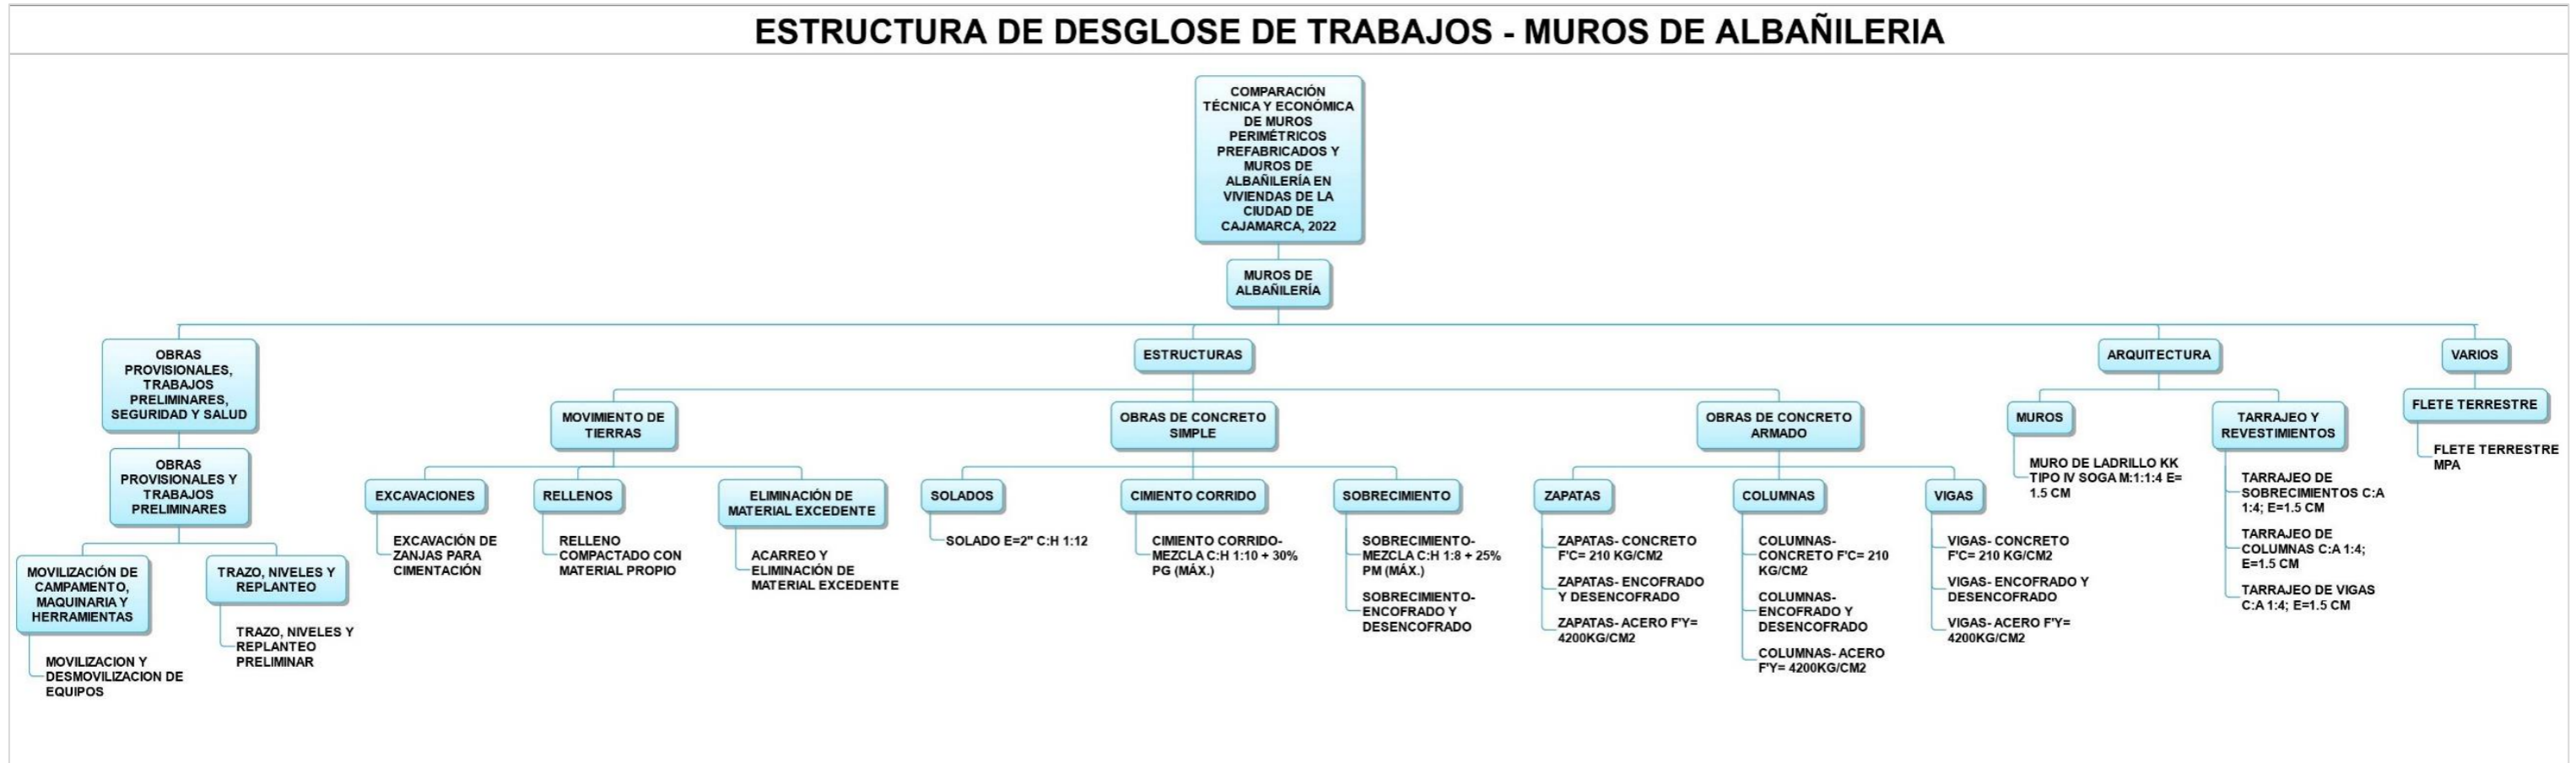 ESTRUCTURA DE DESGLOSE DE TRABAJOS - MUROS DE ALBAÑILERIA
COMPARACIÓN
TÉCNICA Y ECONÓMICA
DE MUROS
PERIMÉTRICOS
PREFABRICADOS Y
MUROS DE
ALBAÑILERÍA EN
VIVIENDAS DE LA
CIUDAD DE
CAJAMARCA, 2022
MUROS DE
ALBAÑILERÍA
OBRAS
PROVISIONALES,
TRABAJOS
PRELIMINARES,
SEGURIDAD Y SALUD
OBRAS
PROVISIONALES Y
TRABAJOS
PRELIMINARES
MOVILIZACIÓN DE
CAMPAMENTO,
MAQUINARIA Y
HERRAMIENTAS
MOVILIZACION Y
DESMOVILIZACION DE
EQUIPOS
TRAZO, NIVELES Y
REPLANTEO
TRAZO, NIVELES Y
REPLANTEO
PRELIMINAR
ESTRUCTURAS
MOVIMIENTO DE
TIERRAS
EXCAVACIONES
EXCAVACIÓN DE
ZANJAS PARA
CIMENTACIÓN
RELLENOS
RELLENO
COMPACTADO CON
MATERIAL PROPIO
ELIMINACIÓN DE
MATERIAL EXCEDENTE
ACARREO Y
ELIMINACIÓN DE
MATERIAL EXCEDENTE
OBRAS DE CONCRETO
SIMPLE
SOLADOS
SOLADO E=2" C:H 1:12
CIMIENTO CORRIDO
CIMIENTO CORRIDO-
MEZCLA C:H 1:10 + 30%
PG (MÁX.)
SOBRECIMIENTO
SOBRECIMIENTO-
MEZCLA C:H 1:8 + 25%
PM (MÁX.)
SOBRECIMIENTO-
ENCOFRADO Y
DESENCOFRADO
OBRAS DE CONCRETO
ARMADO
ZAPATAS
ZAPATAS- CONCRETO
F'C= 210 KG/CM2
ZAPATAS- ENCOFRADO
Y DESENCOFRADO
ZAPATAS- ACERO F'Y=
4200KG/CM2
COLUMNAS
COLUMNAS-
CONCRETO F'C= 210
KG/CM2
COLUMNAS-
ENCOFRADO Y
DESENCOFRADO
COLUMNAS- ACERO
F'Y= 4200KG/CM2
VIGAS
VIGAS- CONCRETO
F'C= 210 KG/CM2
VIGAS- ENCOFRADO Y
DESENCOFRADO
VIGAS- ACERO F'Y=
4200KG/CM2
ARQUITECTURA
MUROS
MURO DE LADRILLO KK
TIPO IV SOGA M:1:1:4 E=
1.5 CM
TARRAJEO Y
REVESTIMIENTOS
TARRAJEO DE
SOBRECIMIENTOS C:A
1:4; E=1.5 CM
TARRAJEO DE
COLUMNAS C:A 1:4;
E=1.5 CM
TARRAJEO DE VIGAS
C:A 1:4; E=1.5 CM
VARIOS
FLETE TERRESTRE
FLETE TERRESTRE
MPA